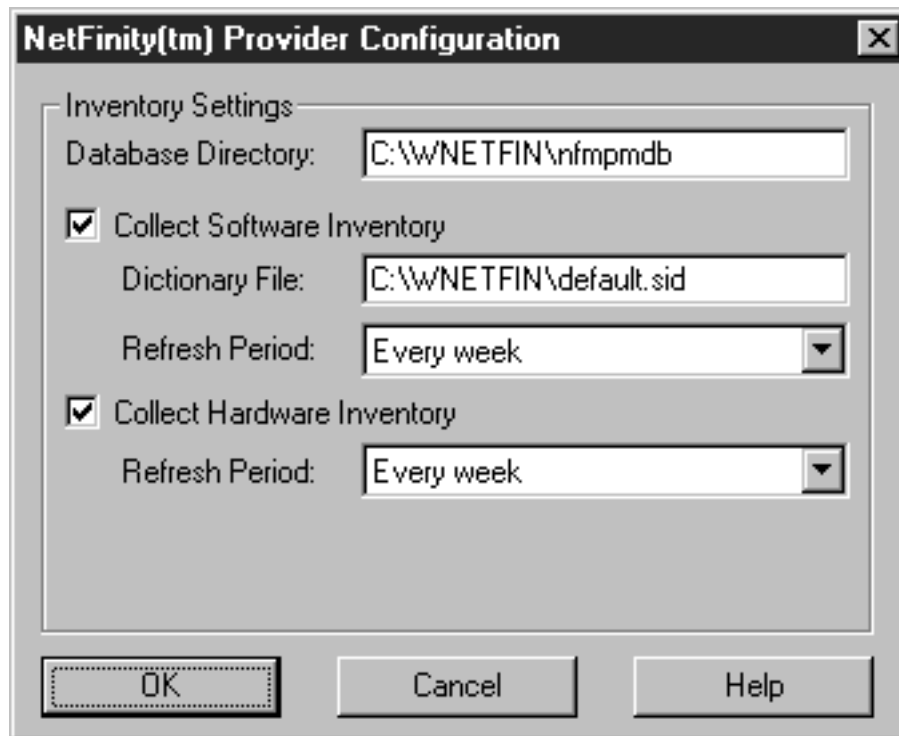 NetFinity(tm) Provider Configuration
Inventory Settings
Database Directory: C:\WNETFIN\nfmpmdb
Collect Software Inventory
Dictionary File: C:\WNETFIN\default.sid
Refresh Period: Every week
Collect Hardware Inventory
Refresh Period: Every week
OK Cancel Help